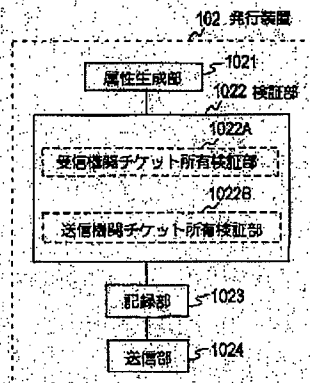 102 発行装置
属性生成部
1021
1022 検証部
1022A
受信機関チケット所有検証部
1022B
送信機関チケット所有検証部
記録部
1023
送信部
1024